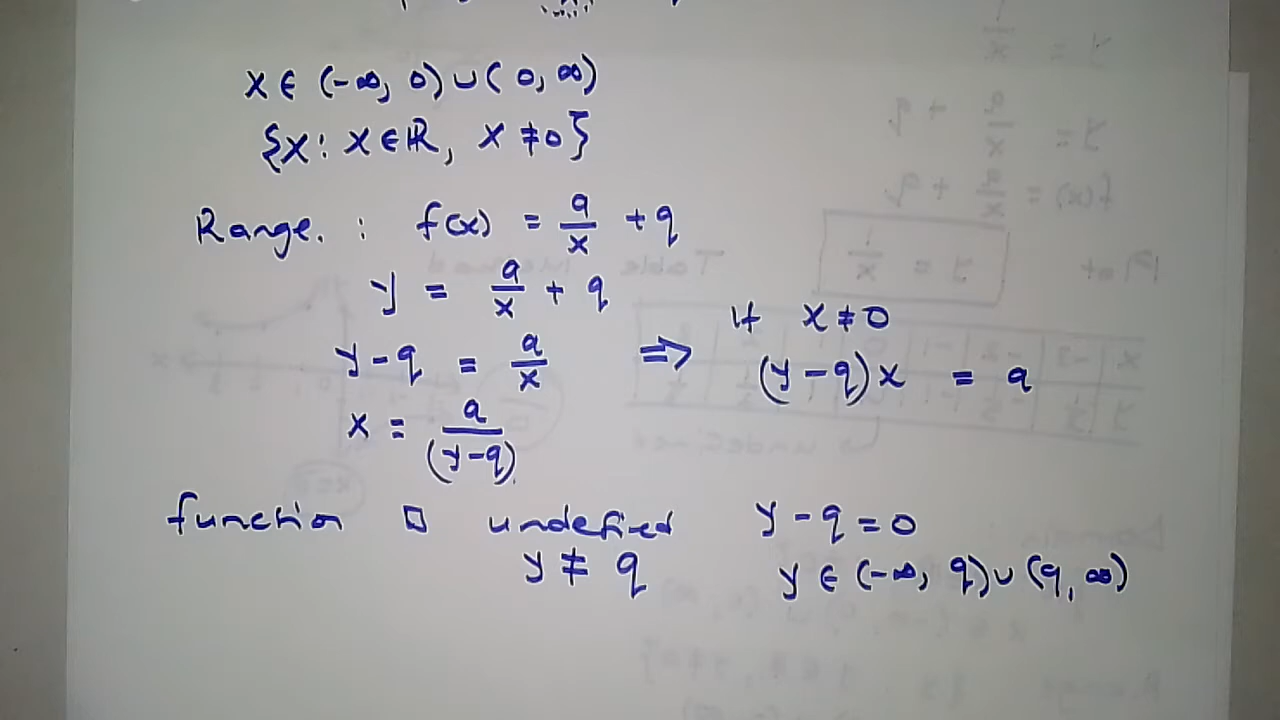 x ∈ (-∞, 0) ∪ (0, ∞)
{x : x ∈ ℝ, x ≠ 0}
Range. : f(x) = a/x + q
y = a/x + q
if x ≠ 0
y - q = a/x ⇒ (y - q)x = a
x = a/(y-q)
function □ undefined y - q = 0
y ≠ q y ∈ (-∞, q) ∪ (q, ∞)